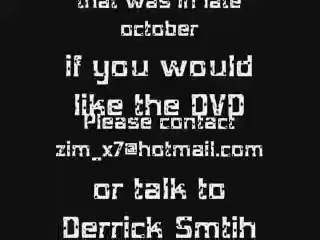 that was in late
october
if you would
like the DVD
Please contact
zim_x7@hotmail.com
or talk to
Derrick Smtih